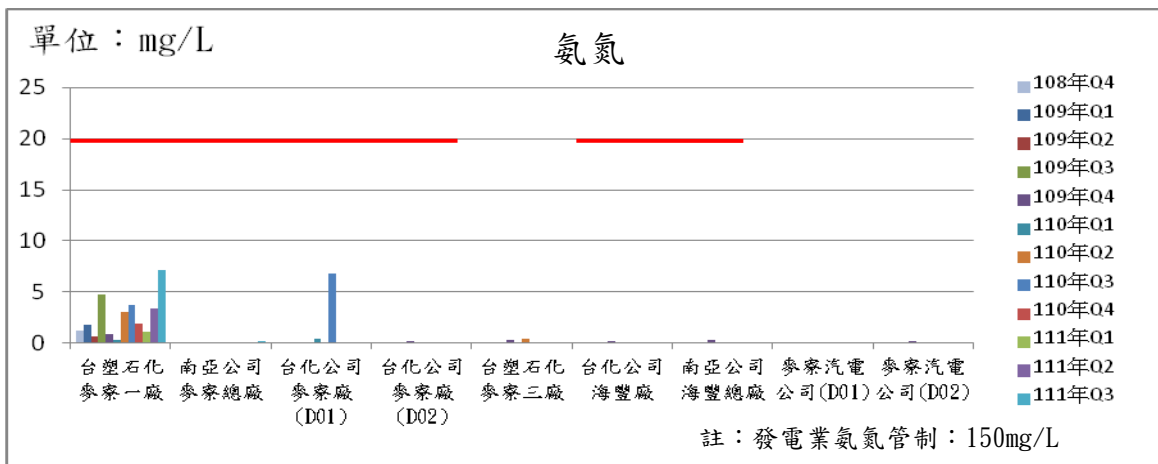 單位：mg/L
氨氮
25
20
15
10
5
0
108年Q4
109年Q1
109年Q2
109年Q3
109年Q4
110年Q1
110年Q2
110年Q3
110年Q4
111年Q1
111年Q2
111年Q3
台塑石化
麥寮一廠
南亞公司
麥寮總廠
台化公司
麥寮廠
(D01)
台化公司
麥寮廠
(D02)
台塑石化
麥寮三廠
台化公司
海豐廠
南亞公司
海豐總廠
麥寮汽電
公司(D01)
麥寮汽電
公司(D02)
註：發電業氨氮管制：150mg/L